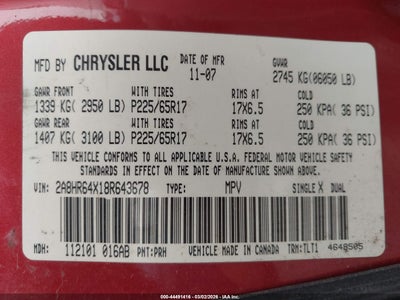 MFD BY CHRYSLER LLC DATE OF MFR GVWR
11-07 2745 KG(06050 LB)
GAWR FRONT WITH TIRES RIMS AT COLD
1339 KG( 2950 LB) P225/65R17 17X6.5 250 KPA( 36 PSI)
GAWR REAR WITH TIRES RIMS AT COLD
1407 KG( 3100 LB) P225/65R17 17X6.5 250 KPA( 36 PSI)
THIS VEHICLE CONFORMS TO ALL APPLICABLE U.S.A. FEDERAL MOTOR VEHICLE SAFETY
STANDARDS IN EFFECT ON THE DATE OF MANUFACTURE SHOWN ABOVE.
VIN: 2A8HR64X18R643678 TYPE: MPV SINGLE X DUAL
MDH: 112101 016AB PNT:PRH VEHICLE MADE IN CANADA TRM:TLT1 4648505
000-44491416 - 03/02/2026 - IAA, Inc.